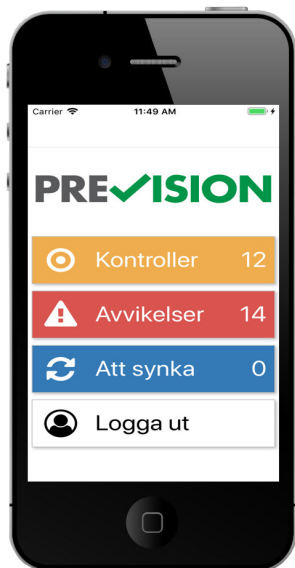 Carrier 11:49 AM
PREVISION
Kontroller 12
Avvikelser 14
Att synka 0
Logga ut